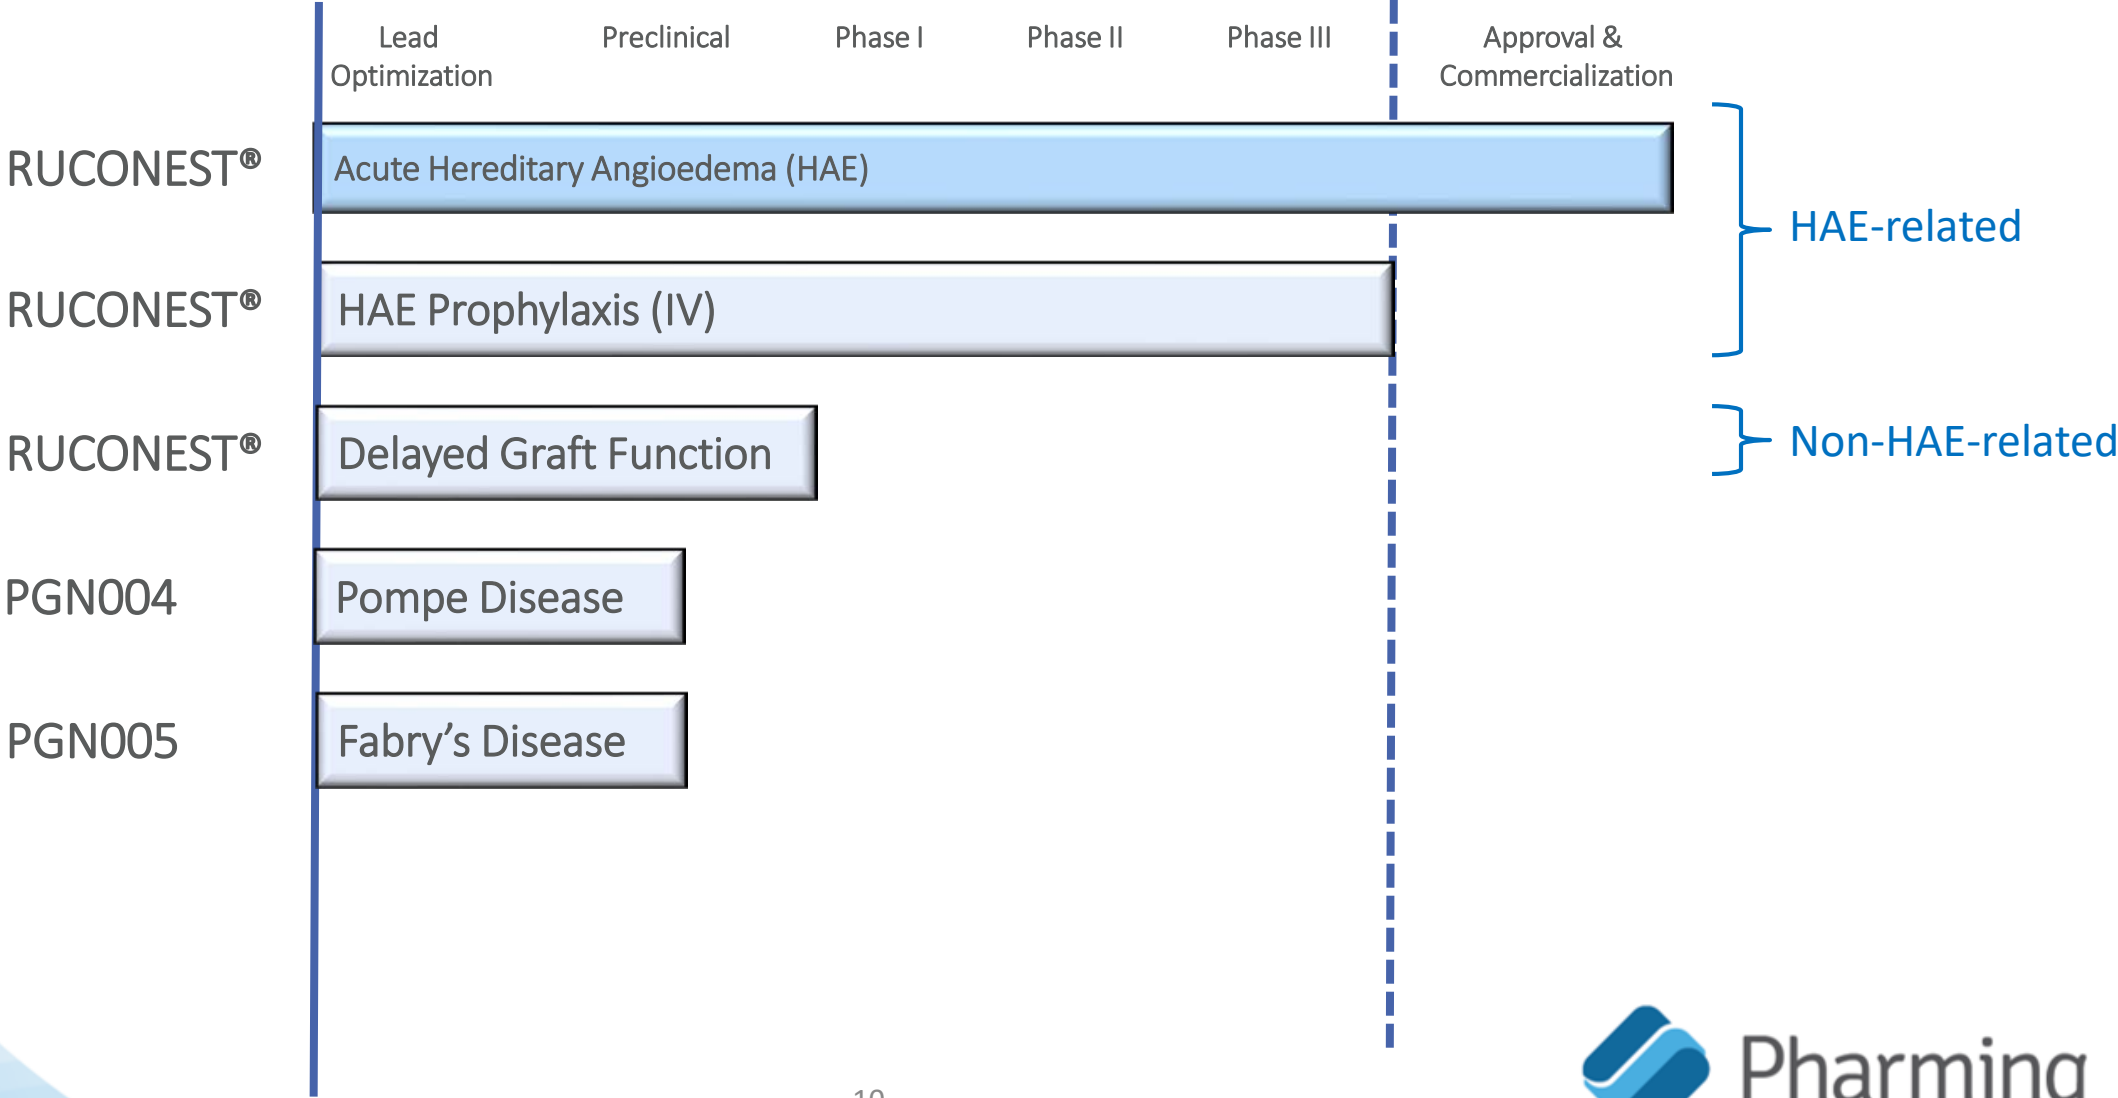 Lead
Optimization
Preclinical
Phase I
Phase II
Phase III
Approval &
Commercialization
RUCONEST®
Acute Hereditary Angioedema (HAE)
HAE-related
RUCONEST®
HAE Prophylaxis (IV)
RUCONEST®
Delayed Graft Function
Non-HAE-related
PGN004
Pompe Disease
PGN005
Fabry’s Disease
Pharming